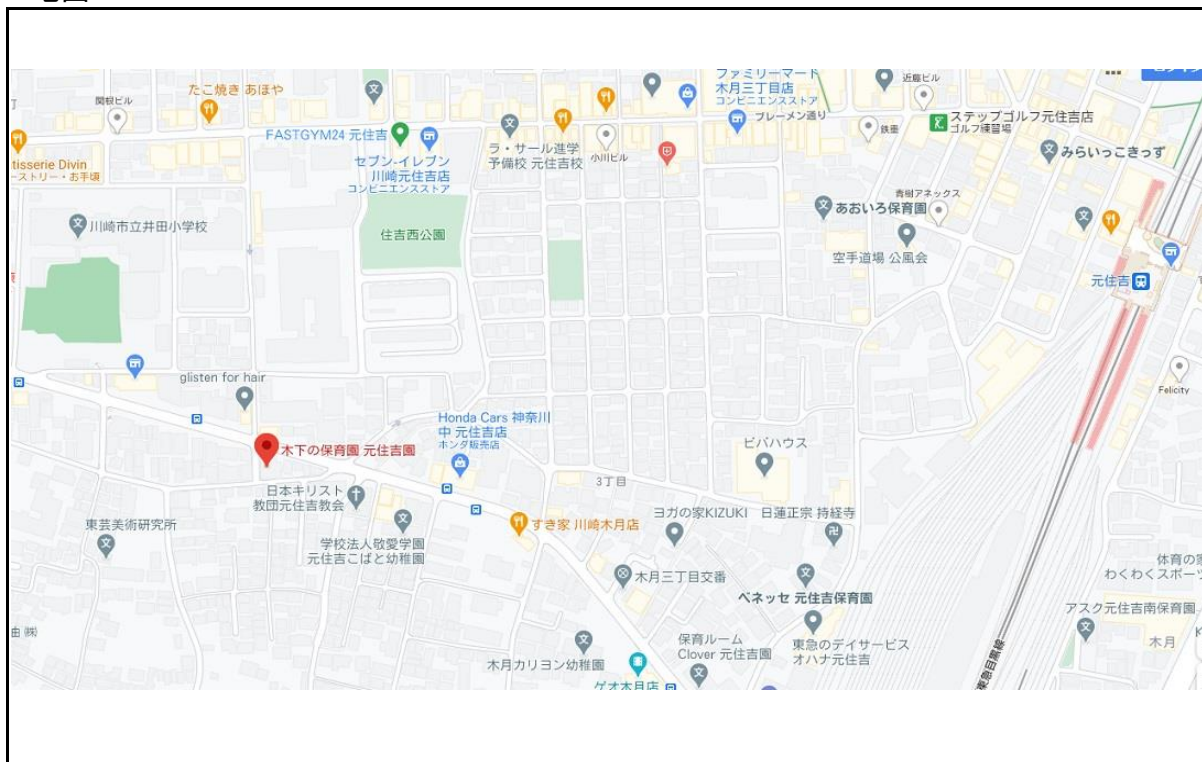 ファミリーマート
木月三丁目店
コンビニエンスストア
近藤ビル
たこ焼き あほや
関根ビル
ブレーメン通り
ステップゴルフ元住吉店
ゴルフ練習場
FASTGYM24 元住吉
ラ・サール進学
予備校 元住吉校
小川ビル
みらいっこきっず
セブン-イレブン
川崎元住吉店
コンビニエンスストア
tisserie Divin
ーストリー・お手頃
青樹アネックス
あおいろ保育園
川崎市立井田小学校
住吉西公園
空手道場 公風会
元住吉
glisten for hair
Felicity
Honda Cars 神奈川
中 元住吉店
ホンダ販売店
木下の保育園 元住吉園
ビバハウス
3丁目
日本キリスト
教団元住吉教会
ヨガの家KIZUKI
日蓮正宗 持経寺
東芸美術研究所
すき家 川崎木月店
学校法人敬愛学園
元住吉こばと幼稚園
体育の家
わくわくスポーツ
木月三丁目交番
ベネッセ 元住吉保育園
アスク元住吉南保育園
保育ルーム
Clover 元住吉園
東急のデイサービス
オハナ元住吉
木月
木月カリヨン幼稚園
東急目黒線
ゲオ木月店